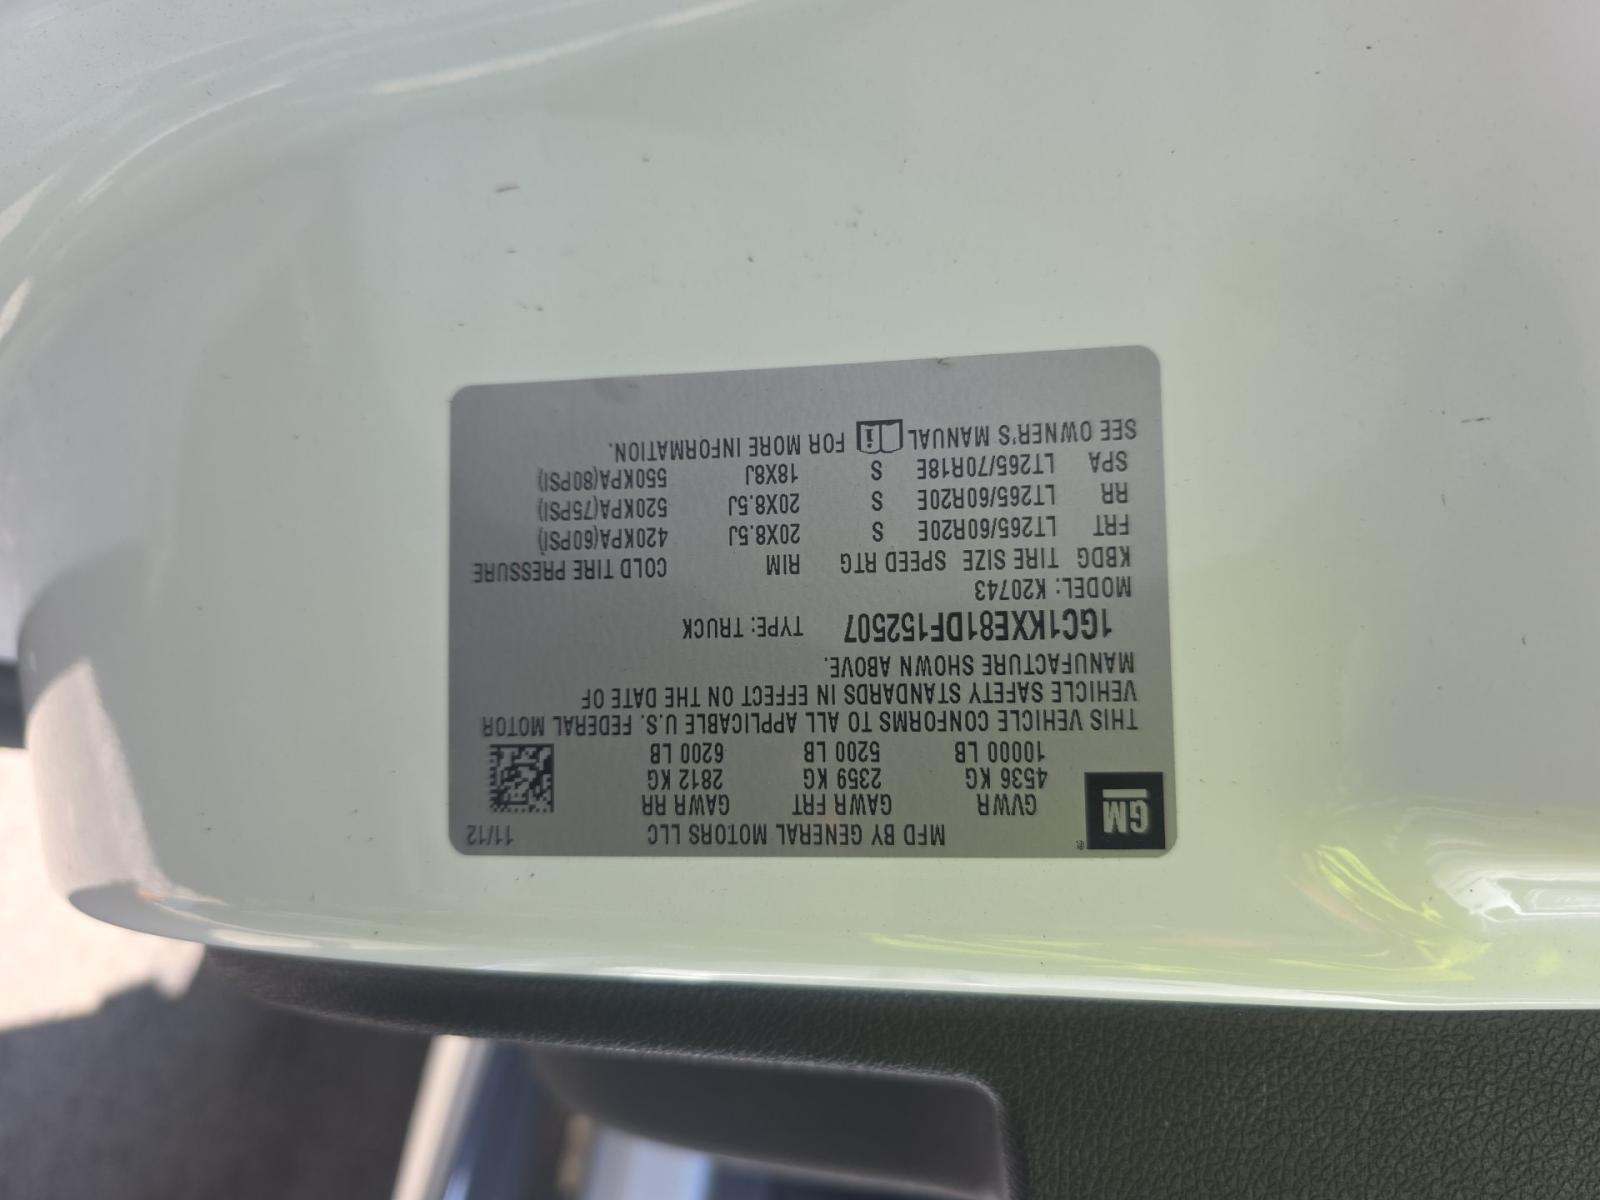 GM ® MFD BY GENERAL MOTORS LLC 11/12
GVWR GAWR FRT GAWR RR
4536 KG 2359 KG 2812 KG
10000 LB 5200 LB 6200 LB
THIS VEHICLE CONFORMS TO ALL APPLICABLE U.S. FEDERAL MOTOR
VEHICLE SAFETY STANDARDS IN EFFECT ON THE DATE OF
MANUFACTURE SHOWN ABOVE.
1GC1KXE81DF152507 TYPE: TRUCK
MODEL: K20743
KBDG TIRE SIZE SPEED RTG RIM COLD TIRE PRESSURE
FRT LT265/60R20E S 20X8.5J 420KPA(60PSI)
RR LT265/60R20E S 20X8.5J 520KPA(75PSI)
SPA LT265/70R18E S 18X8J 550KPA(80PSI)
SEE OWNER'S MANUAL i FOR MORE INFORMATION.